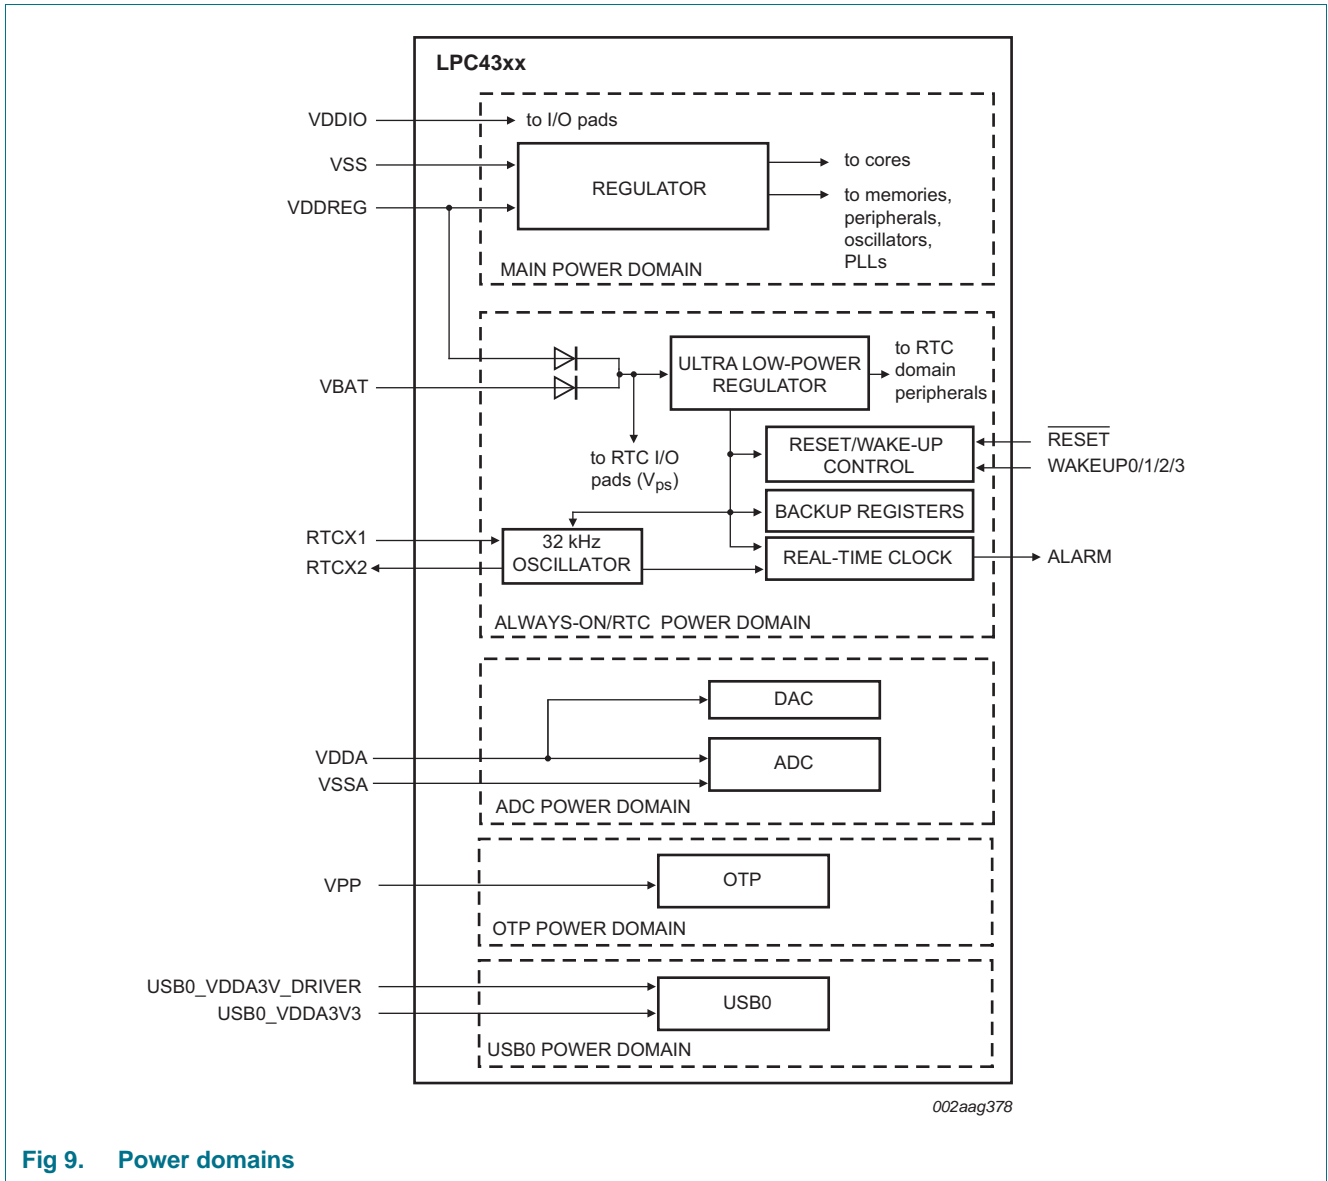 LPC43xx
VDDIO
to I/O pads
VSS
VDDREG
REGULATOR
to cores
to memories,
peripherals,
oscillators,
PLLs
MAIN POWER DOMAIN
VBAT
ULTRA LOW-POWER
REGULATOR
to RTC
domain
peripherals
to RTC I/O
pads (Vps)
RESET/WAKE-UP
CONTROL
RESET
WAKEUP0/1/2/3
BACKUP REGISTERS
RTCX1
RTCX2
32 kHz
OSCILLATOR
REAL-TIME CLOCK
ALARM
ALWAYS-ON/RTC POWER DOMAIN
DAC
VDDA
VSSA
ADC
ADC POWER DOMAIN
VPP
OTP
OTP POWER DOMAIN
USB0_VDDA3V_DRIVER
USB0_VDDA3V3
USB0
USB0 POWER DOMAIN
002aag378
Fig 9. Power domains